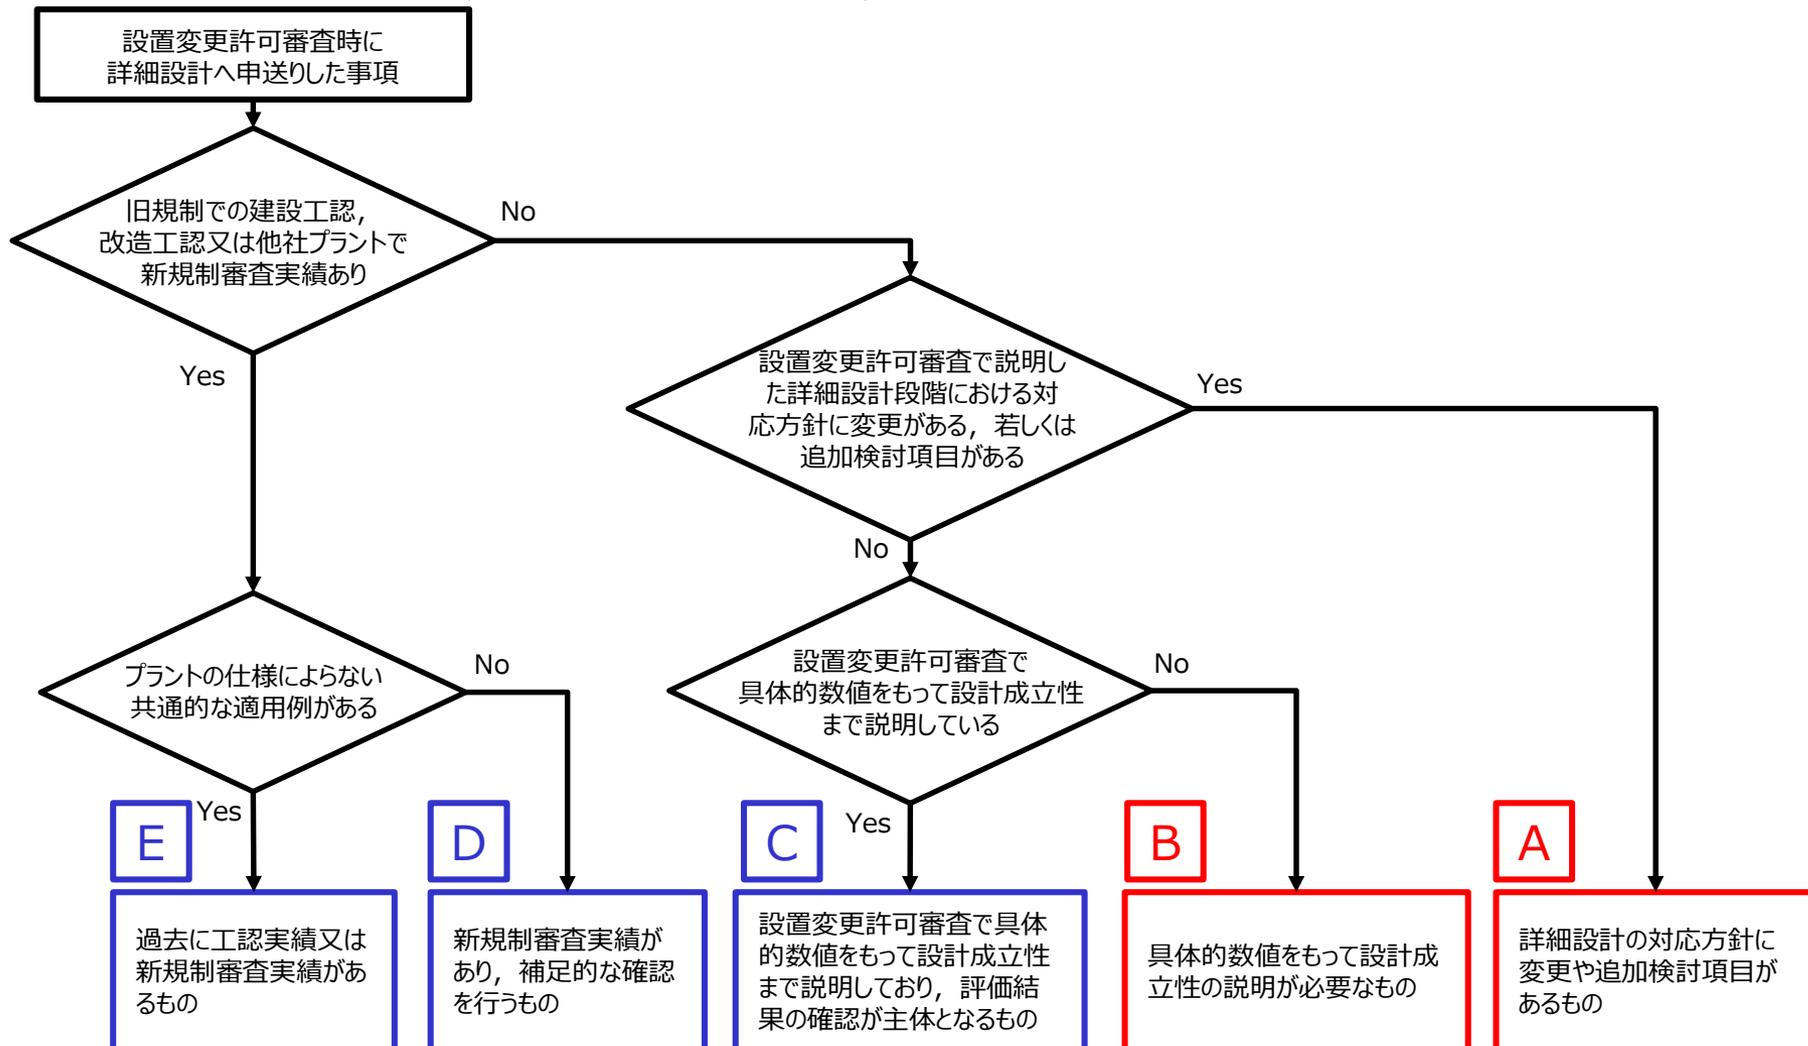 設置変更許可審査時に
詳細設計へ申送りした事項
旧規制での建設工認，
改造工認又は他社プラントで
新規制審査実績あり
No
Yes
設置変更許可審査で説明し
た詳細設計段階における対
応方針に変更がある，若しくは
追加検討項目がある
Yes
No
プラントの仕様によらない
共通的な適用例がある
No
Yes
設置変更許可審査で
具体的数値をもって設計成立性
まで説明している
No
Yes
E
過去に工認実績又は
新規制審査実績があ
るもの
D
新規制審査実績が
あり，補足的な確認
を行うもの
C
設置変更許可審査で具体
的数値をもって設計成立性
まで説明しており，評価結
果の確認が主体となるもの
B
具体的数値をもって設計成
立性の説明が必要なもの
A
詳細設計の対応方針に
変更や追加検討項目が
あるもの